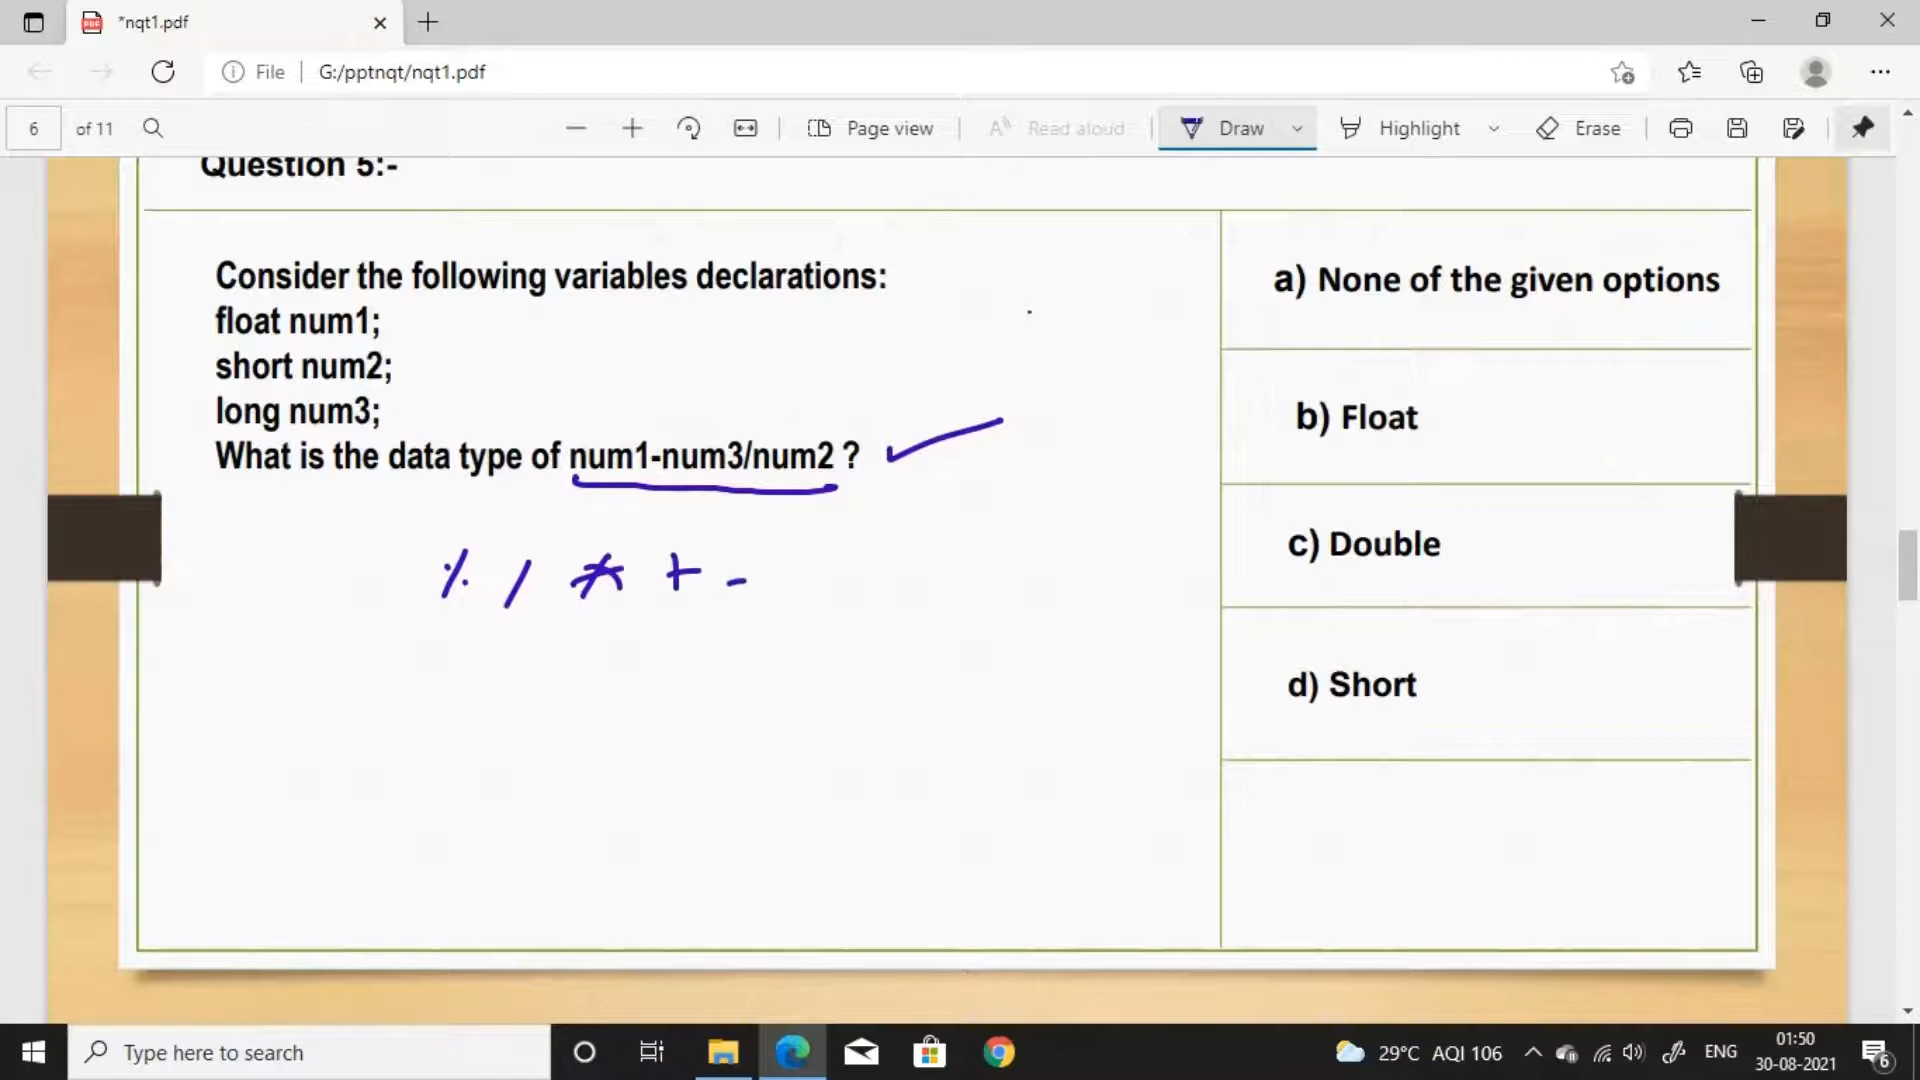 *nqt1.pdf
File | G:/pptnqt/nqt1.pdf
6 of 11
Page view
Read aloud
Draw
Highlight
Erase
Question 5:-
Consider the following variables declarations:
float num1;
short num2;
long num3;
What is the data type of num1-num3/num2 ?
% / * + -
a) None of the given options
b) Float
c) Double
d) Short
Type here to search
29°C AQI 106
ENG
01:50
30-08-2021
6